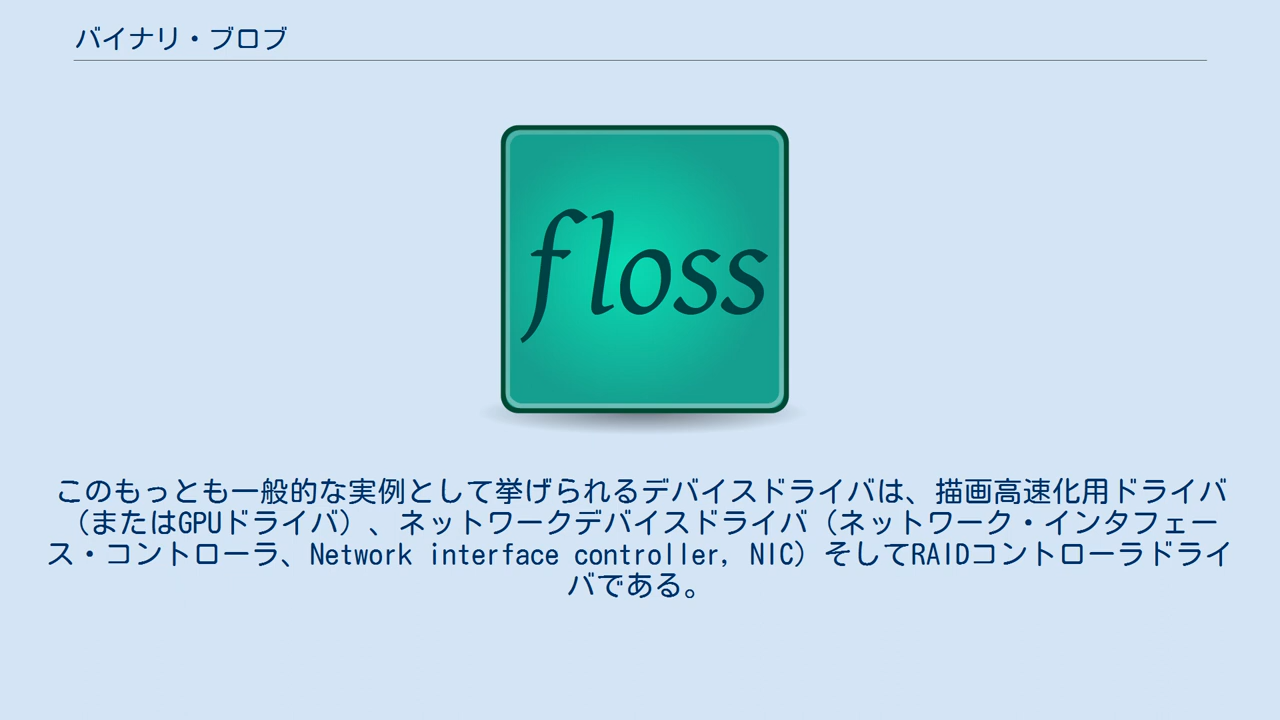 バイナリ・ブロブ
floss
このもっとも一般的な実例として挙げられるデバイスドライバは、描画高速化用ドライバ
（またはGPUドライバ）、ネットワークデバイスドライバ（ネットワーク・インタフェー
ス・コントローラ、Network interface controller, NIC）そしてRAIDコントローラドライ
バである。